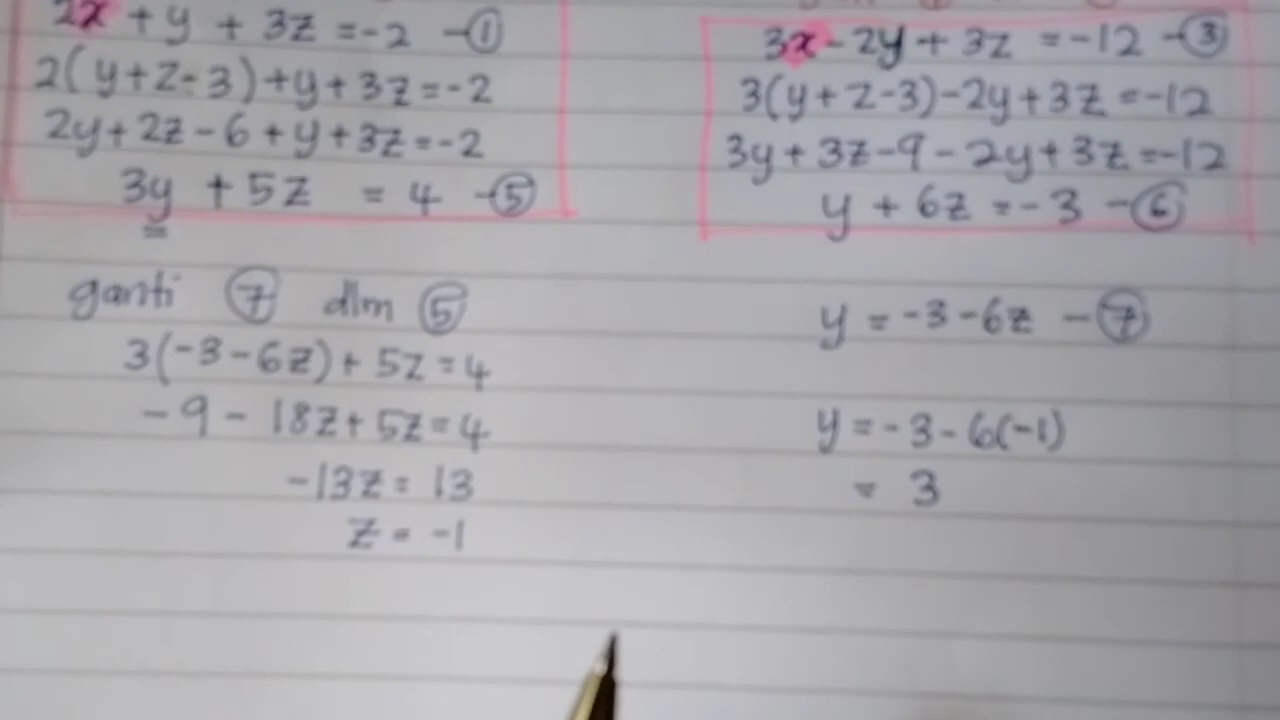 2x + y + 3z = -2 - ①
2(y+z-3)+y+3z=-2
2y+2z-6+y+3z=-2
3y + 5z = 4 - ⑤
3x - 2y + 3z = -12 - ③
3(y+z-3)-2y+3z=-12
3y+3z-9-2y+3z=-12
y + 6z = -3 - ⑥
ganti ⑦ dlm ⑤
3(-3-6z)+5z=4
-9-18z+5z=4
-13z = 13
z = -1
y = -3-6z - ⑦
y = -3-6(-1)
= 3